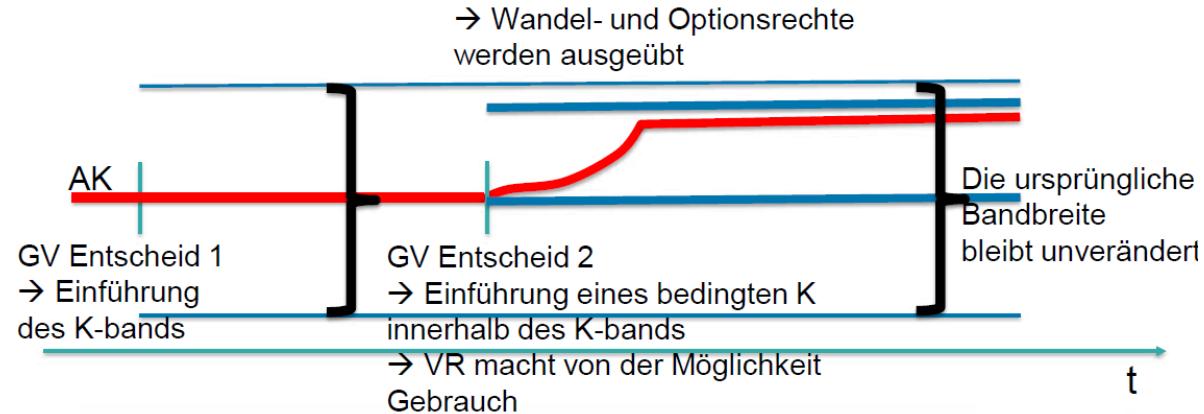 → Wandel- und Optionsrechte
werden ausgeübt
AK
GV Entscheid 1
→ Einführung
des K-bands
GV Entscheid 2
→ Einführung eines bedingten K
innerhalb des K-bands
→ VR macht von der Möglichkeit
Gebrauch
Die ursprüngliche
Bandbreite
bleibt unverändert
t